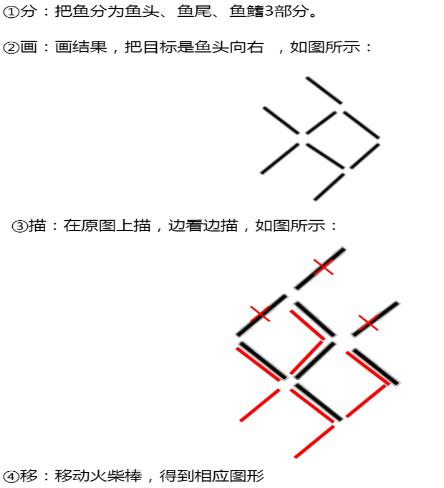 ①分：把鱼分为鱼头、鱼尾、鱼鳍3部分。
②画：画结果，把目标是鱼头向右 ，如图所示：
③描：在原图上描，边看边描，如图所示：
④移：移动火柴棒，得到相应图形